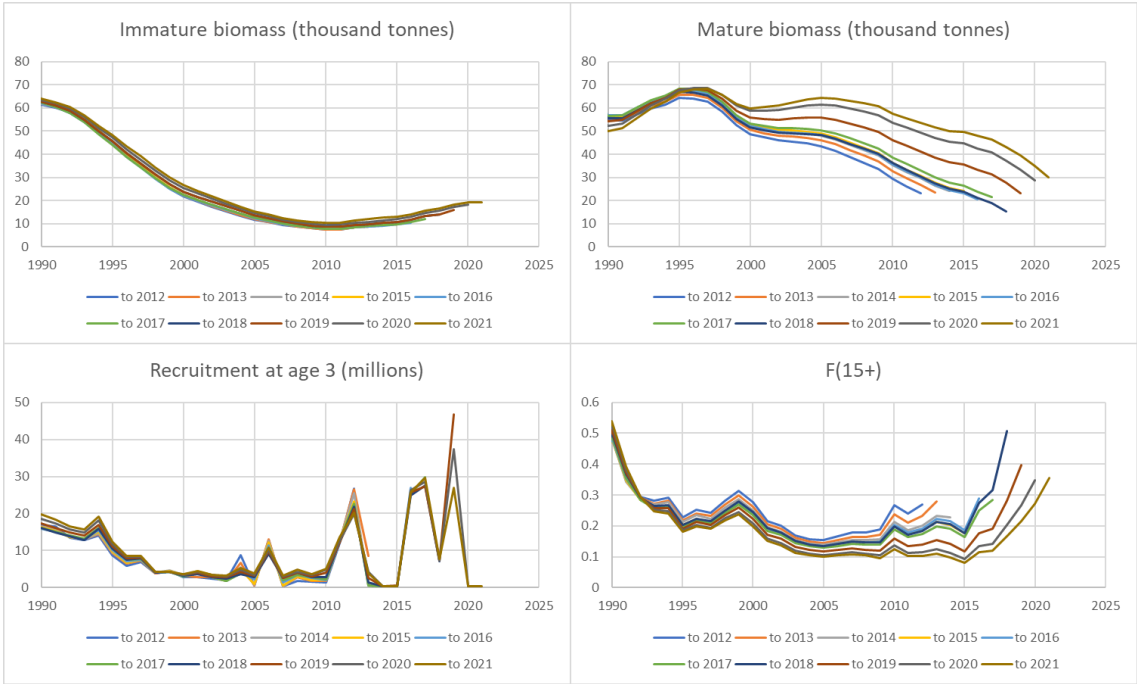 Immature biomass (thousand tonnes)
80
70
60
50
40
30
20
10
0
1990 1995 2000 2005 2010 2015 2020 2025
to 2012 to 2013 to 2014 to 2015 to 2016
to 2017 to 2018 to 2019 to 2020 to 2021
Mature biomass (thousand tonnes)
80
70
60
50
40
30
20
10
0
1990 1995 2000 2005 2010 2015 2020 2025
to 2012 to 2013 to 2014 to 2015 to 2016
to 2017 to 2018 to 2019 to 2020 to 2021
Recruitment at age 3 (millions)
50
40
30
20
10
0
1990 1995 2000 2005 2010 2015 2020 2025
to 2012 to 2013 to 2014 to 2015 to 2016
to 2017 to 2018 to 2019 to 2020 to 2021
F(15+)
0.6
0.5
0.4
0.3
0.2
0.1
0
1990 1995 2000 2005 2010 2015 2020 2025
to 2012 to 2013 to 2014 to 2015 to 2016
to 2017 to 2018 to 2019 to 2020 to 2021